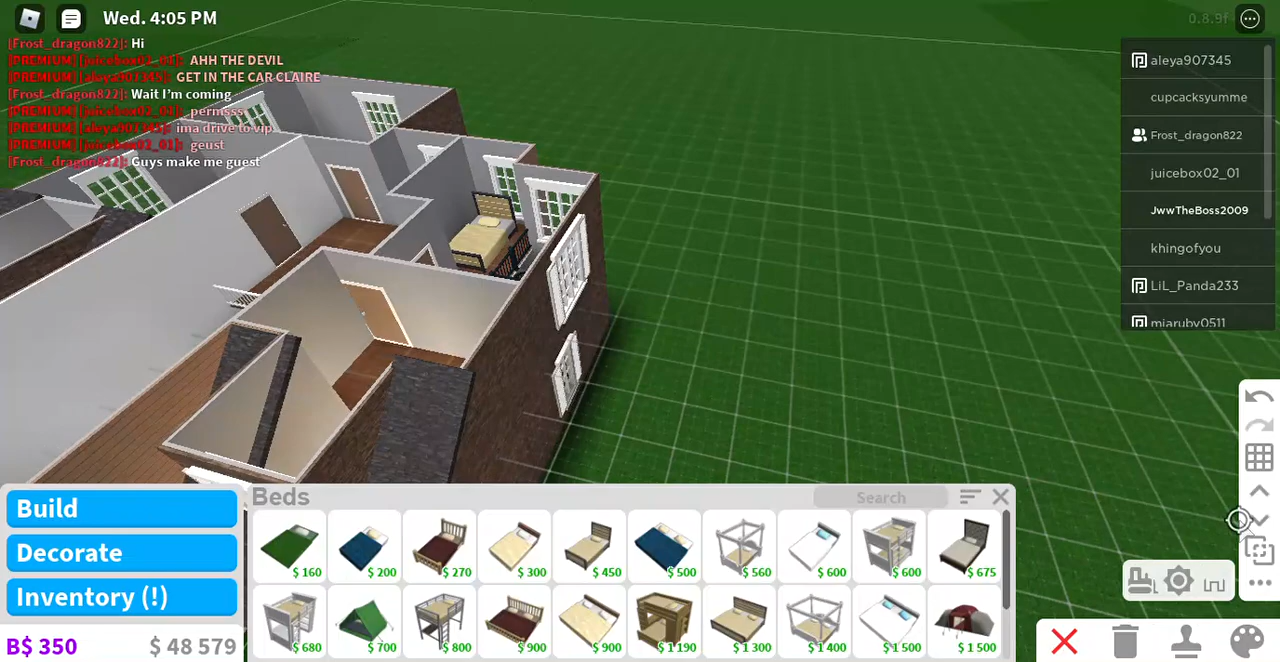 Wed. 4:05 PM
0.8.9f
[Frost_dragon822]: Hi
[PREMIUM] [juicebox02_01]: AHH THE DEVIL
[PREMIUM] [aleya907345]: GET IN THE CAR CLAIRE
[Frost_dragon822]: Wait I'm coming
[PREMIUM] [juicebox02_01]: permsss
[PREMIUM] [aleya907345]: ima drive to vip
[PREMIUM] [juicebox02_01]: geust
[Frost_dragon822]: Guys make me guest
aleya907345
cupcacksyumme
Frost_dragon822
juicebox02_01
JwwTheBoss2009
khingofyou
LiL_Panda233
miaruby0511
Build
Decorate
Inventory (!)
B$ 350
$ 48 579
Beds
Search
$ 160 $ 200 $ 270 $ 300 $ 450 $ 500 $ 560 $ 600 $ 600 $ 675
$ 680 $ 700 $ 800 $ 900 $ 900 $ 1 190 $ 1 300 $ 1 400 $ 1 500 $ 1 500